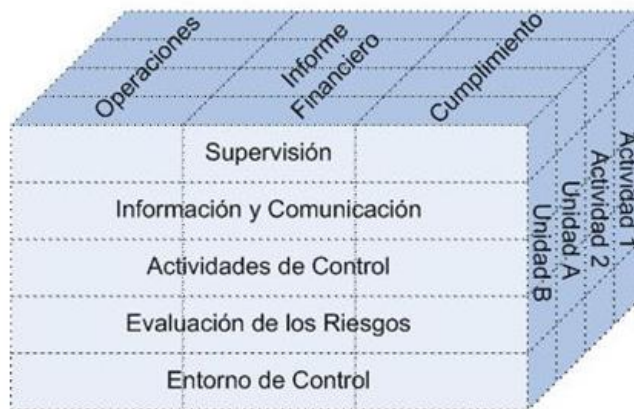 Operaciones
Informe
Financiero
Cumplimiento
Supervisión
Información y Comunicación
Actividades de Control
Evaluación de los Riesgos
Entorno de Control
Unidad B
Unidad A
Actividad 2
Actividad 1